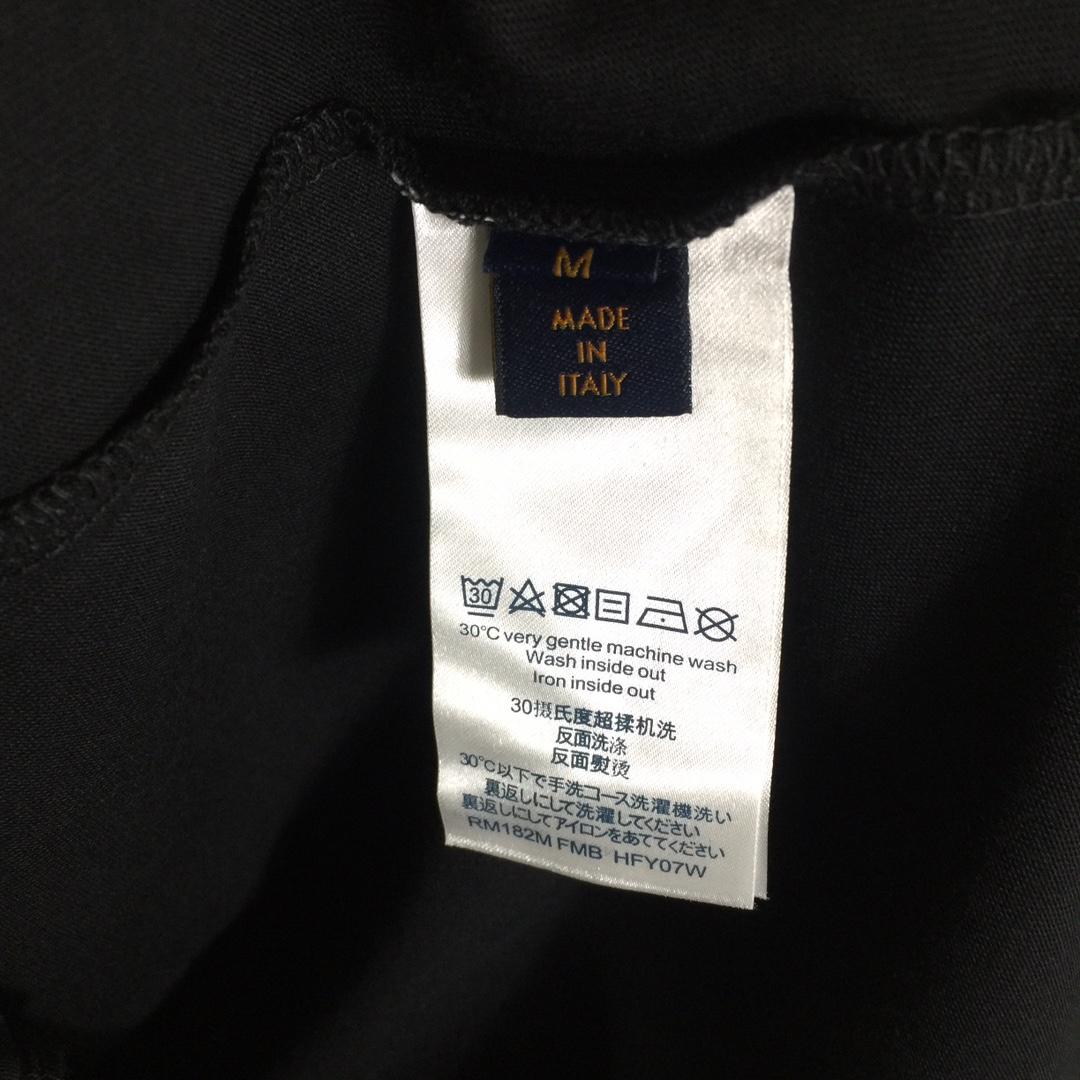 M
MADE
IN
ITALY
30
30°C very gentle machine wash
Wash inside out
Iron inside out
30摄氏度超揉机洗
反面洗涤
反面熨烫
30°C以下で手洗コース洗濯機洗い
裏返しにして洗濯してください
裏返しにしてアイロンをあててください
RM182M FMB HFY07W